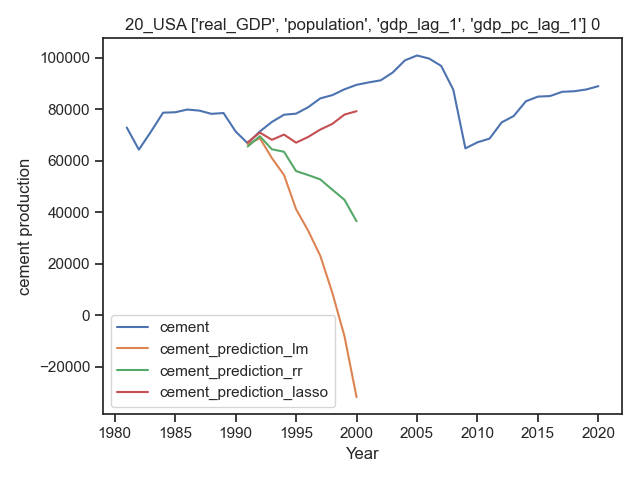 20_USA ['real_GDP', 'population', 'gdp_lag_1', 'gdp_pc_lag_1'] 0
100000
80000
60000
40000
20000
0
−20000
cement production
cement
cement_prediction_lm
cement_prediction_rr
cement_prediction_lasso
1980 1985 1990 1995 2000 2005 2010 2015 2020
Year